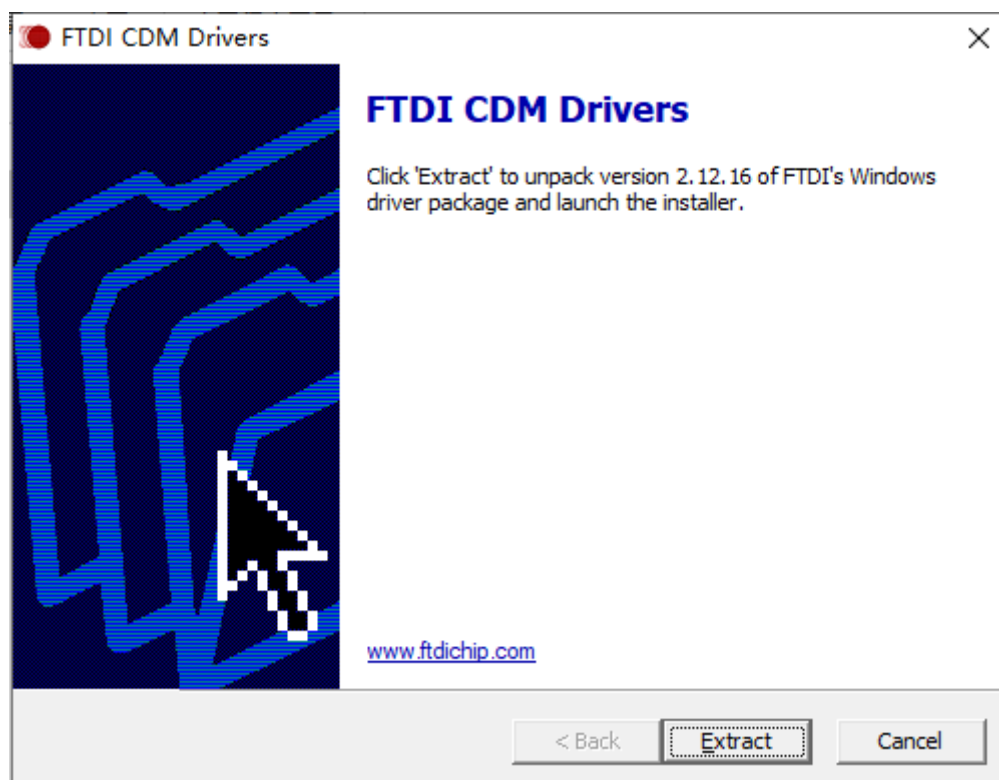 FTDI CDM Drivers
FTDI CDM Drivers
Click 'Extract' to unpack version 2.12.16 of FTDI's Windows
driver package and launch the installer.
www.ftdichip.com
< Back
Extract
Cancel